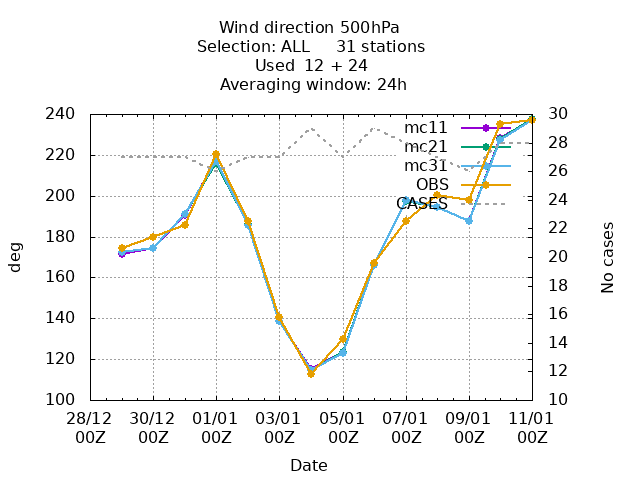 Wind direction 500hPa
Selection: ALL 31 stations
Used 12 + 24
Averaging window: 24h
240
220
200
180
160
140
120
100
30
28
26
24
22
20
18
16
14
12
10
mc11
mc21
mc31
OBS
CASES
deg
No cases
28/12 30/12 01/01 03/01 05/01 07/01 09/01 11/01
00Z 00Z 00Z 00Z 00Z 00Z 00Z 00Z
Date